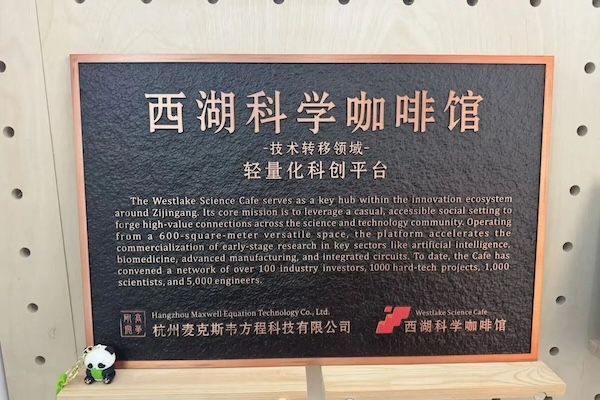 西湖科学咖啡馆
-技术转移领域-
轻量化科创平台
The Westlake Science Cafe serves as a key hub within the innovation ecosystem
around Zijingang. Its core mission is to leverage a casual, accessible social setting to
forge high-value connections across the science and technology community. Operating
from a 600-square-meter versatile space, the platform accelerates the
commercialization of early-stage research in key sectors like artificial intelligence,
biomedicine, advanced manufacturing, and integrated circuits. To date, the Cafe has
convened a network of over 100 industry investors, 1000 hard-tech projects, 1,000
scientists, and 5,000 engineers.
Hangzhou Maxwell Equation Technology Co., Ltd.
杭州麦克斯韦方程科技有限公司
Westlake Science Cafe
西湖科学咖啡馆